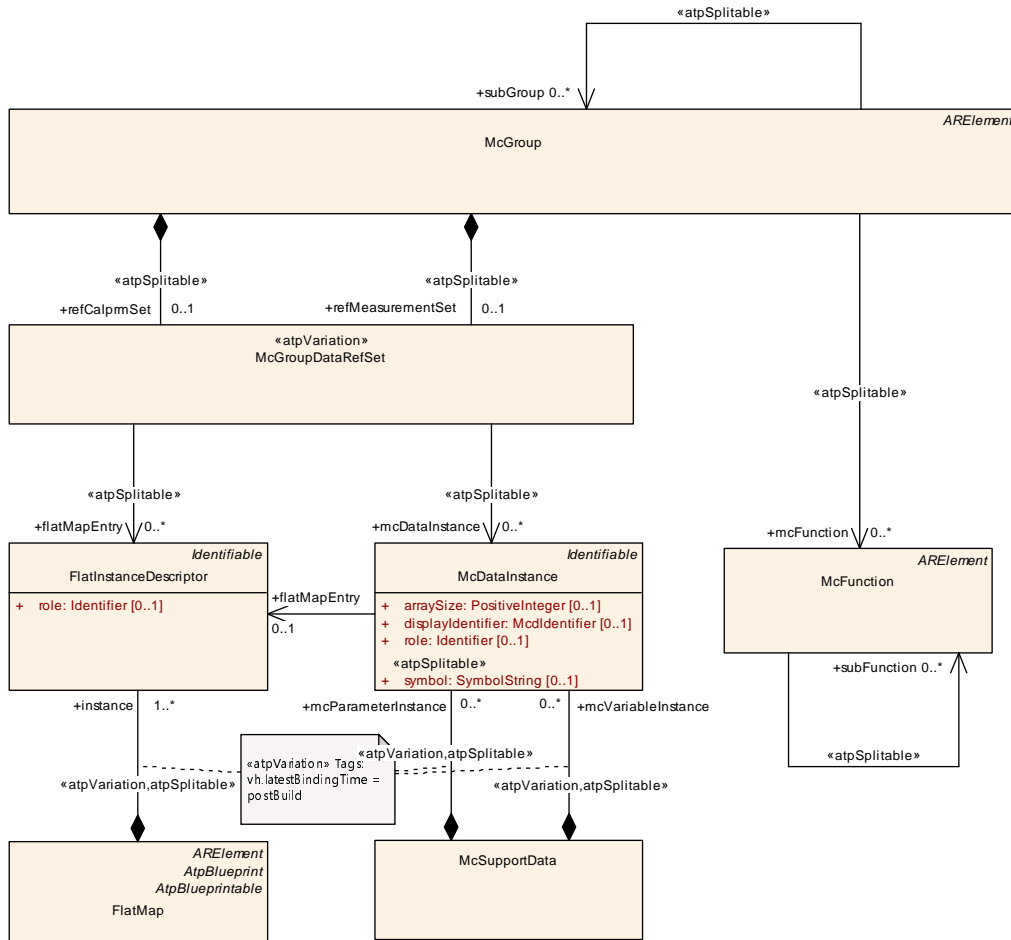 «atpSplitable»
+subGroup 0..*
ARElement
McGroup
«atpSplitable»
«atpSplitable»
+refCalprmSet 0..1
+refMeasurementSet 0..1
«atpVariation»
McGroupDataRefSet
«atpSplitable»
«atpSplitable»
«atpSplitable»
+flatMapEntry 0..*
+mcDataInstance 0..*
+mcFunction 0..*
Identifiable
FlatInstanceDescriptor
+ role: Identifier [0..1]
+flatMapEntry
0..1
Identifiable
McDataInstance
+ arraySize: PositiveInteger [0..1]
+ displayIdentifier: McdIdentifier [0..1]
+ role: Identifier [0..1]
«atpSplitable»
+ symbol: SymbolString [0..1]
ARElement
McFunction
+subFunction 0..*
«atpSplitable»
+instance 1..*
+mcParameterInstance 0..*
0..* +mcVariableInstance
«atpVariation» Tags:
vh.latestBindingTime =
postBuild
«atpVariation,atpSplitable»
«atpVariation,atpSplitable»
«atpVariation,atpSplitable»
ARElement
AtpBlueprint
AtpBlueprintable
FlatMap
McSupportData